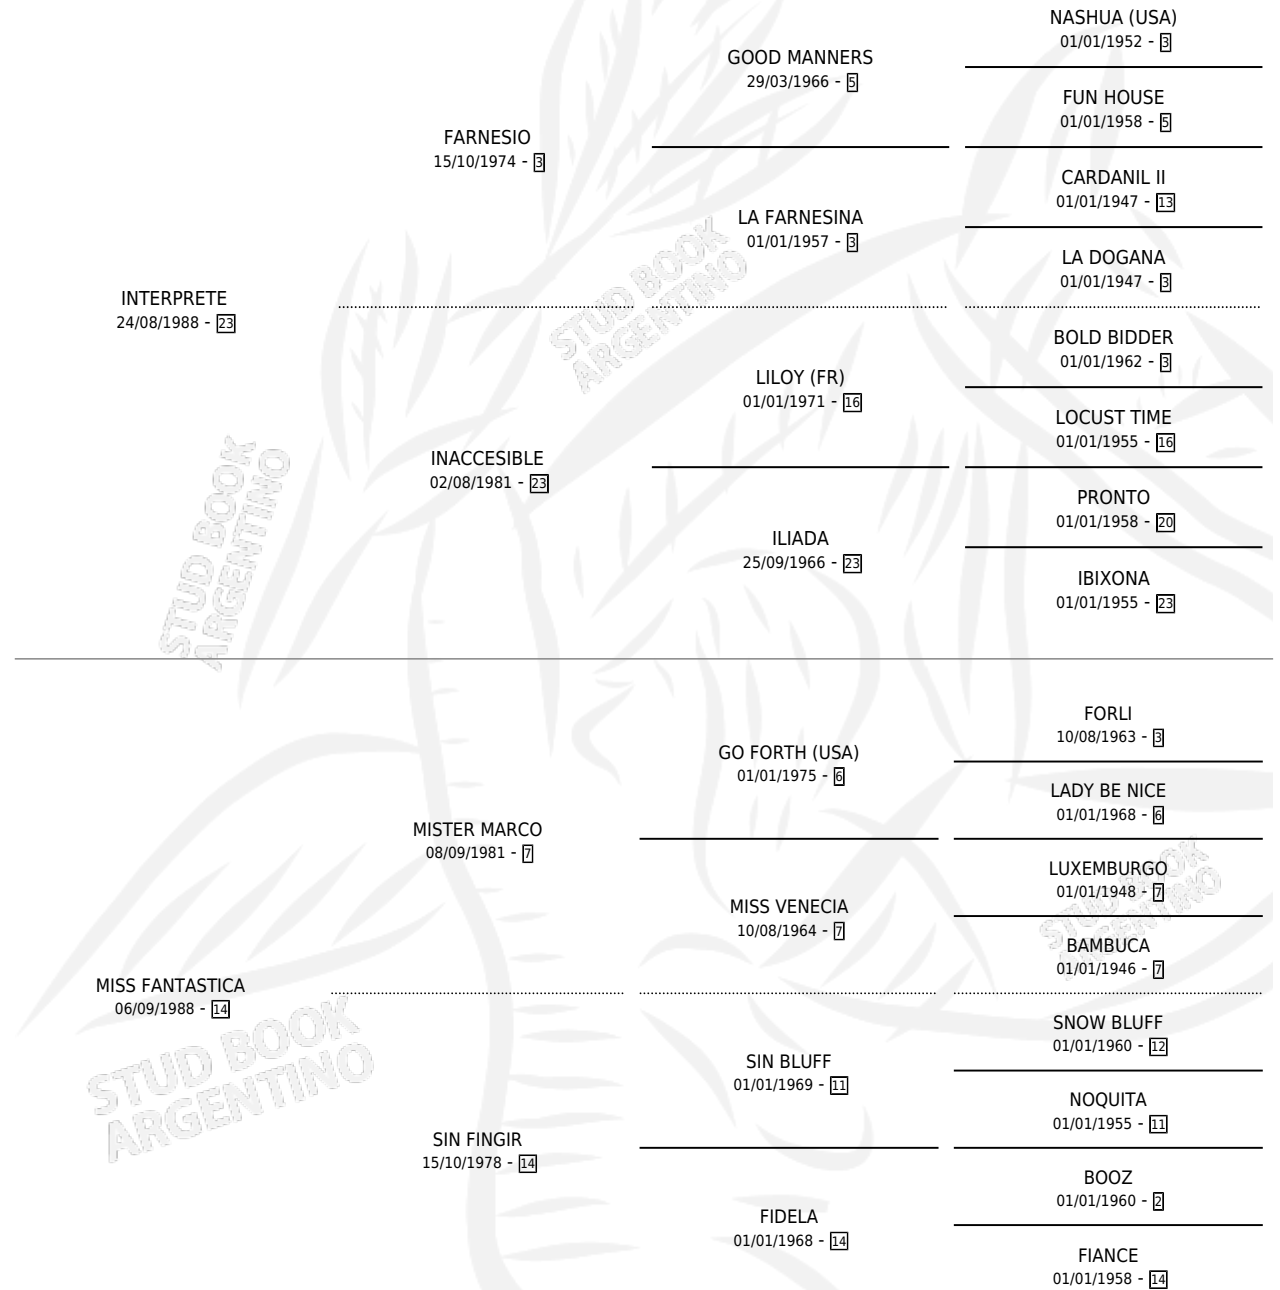 NASHUA (USA)
01/01/1952 - 3
GOOD MANNERS
29/03/1966 - 5
FUN HOUSE
01/01/1958 - 5
FARNESIO
15/10/1974 - 3
CARDANIL II
01/01/1947 - 13
LA FARNESINA
01/01/1957 - 3
LA DOGANA
01/01/1947 - 3
INTERPRETE
24/08/1988 - 23
STUD BOOK
ARGENTINO
BOLD BIDDER
01/01/1962 - 3
LILOY (FR)
01/01/1971 - 16
LOCUST TIME
01/01/1955 - 16
INACCESIBLE
02/08/1981 - 23
PRONTO
01/01/1958 - 20
ILIADA
25/09/1966 - 23
IBIXONA
01/01/1955 - 23
STUD BOOK
ARGENTINO
FORLI
10/08/1963 - 3
GO FORTH (USA)
01/01/1975 - 6
LADY BE NICE
01/01/1968 - 6
MISTER MARCO
08/09/1981 - 7
LUXEMBURGO
01/01/1948 - 7
MISS VENECIA
10/08/1964 - 7
STUD BOOK
ARGENTINO
BAMBUCA
01/01/1946 - 7
MISS FANTASTICA
06/09/1988 - 14
STUD BOOK
ARGENTINO
SNOW BLUFF
01/01/1960 - 12
SIN BLUFF
01/01/1969 - 11
NOQUITA
01/01/1955 - 11
SIN FINGIR
15/10/1978 - 14
BOOZ
01/01/1960 - 2
FIDELA
01/01/1968 - 14
FIANCE
01/01/1958 - 14